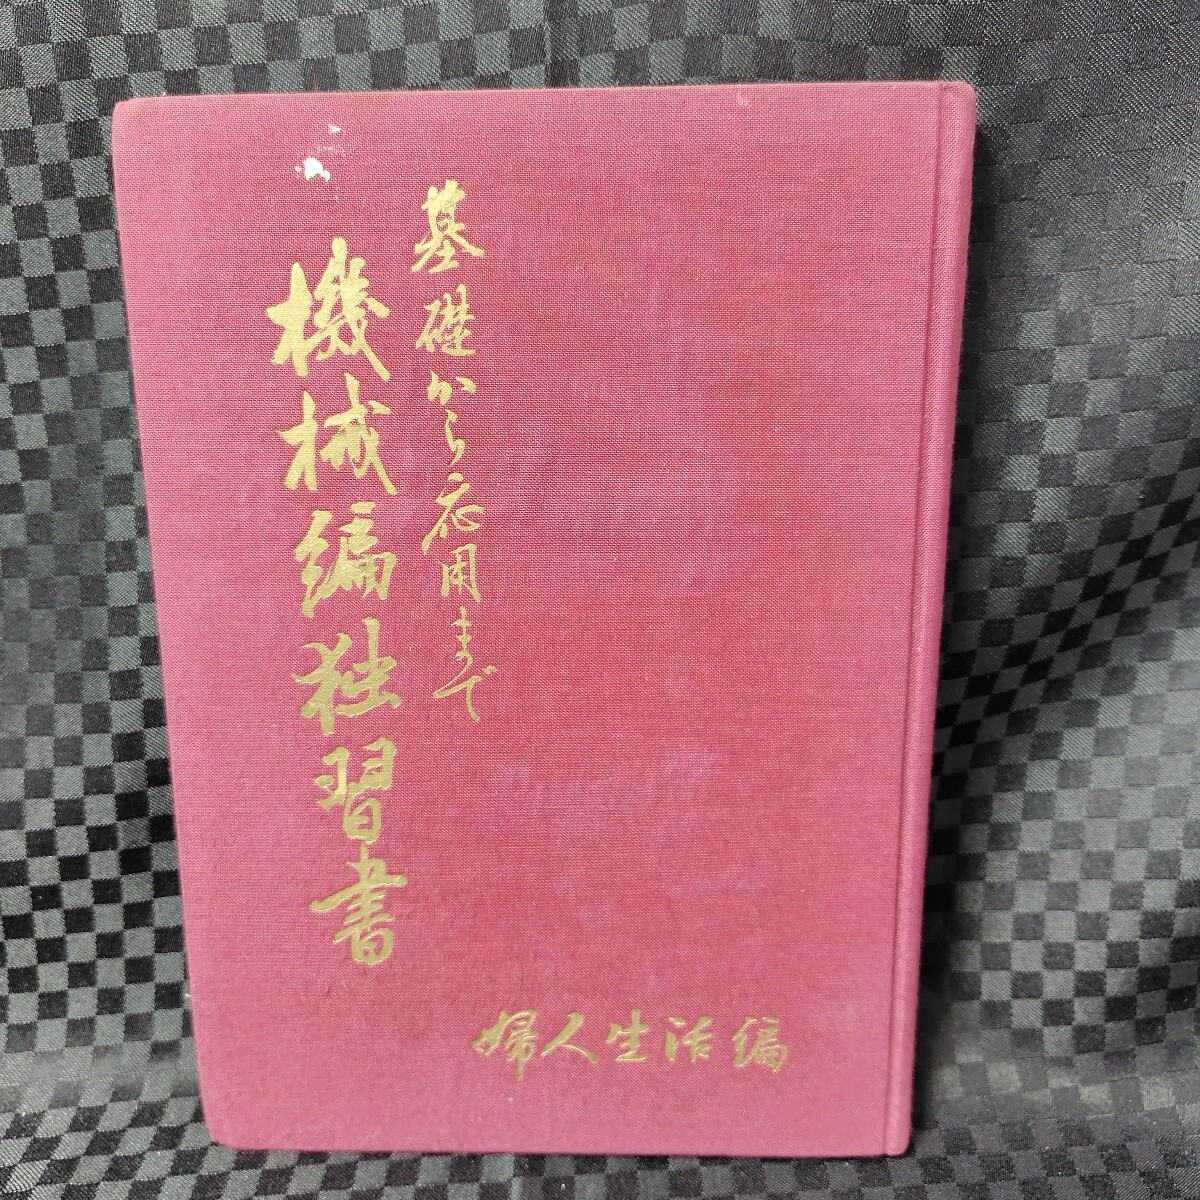 基礎から応用まで
機械編独習書
婦人生活編